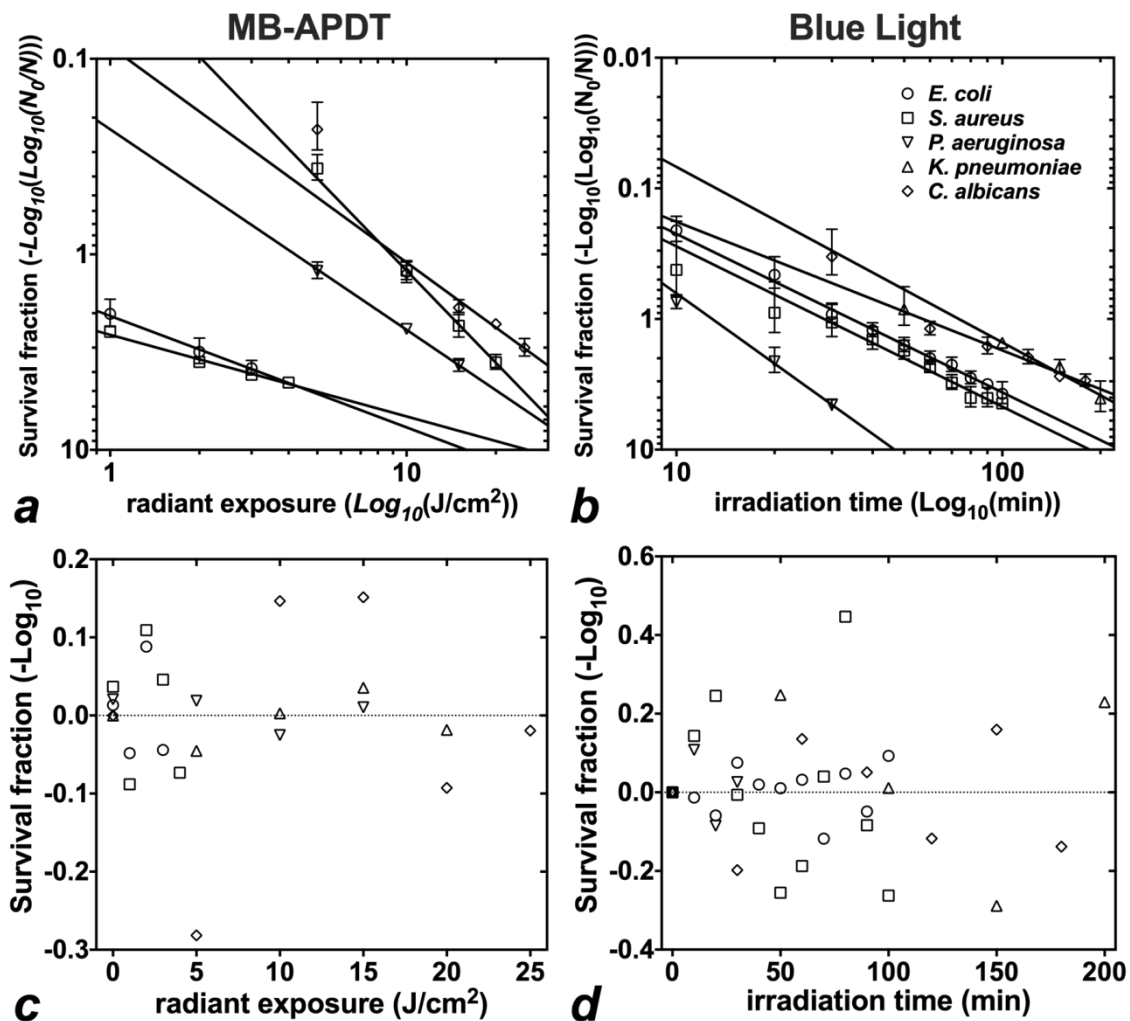 MB-APDT
Blue Light
Survival fraction (-Log10(Log10(N0/N)))
0.1
1
10
1
10
radiant exposure (Log10(J/cm²))
a
Survival fraction (-Log10(Log10(N0/N)))
0.01
0.1
1
10
10
100
irradiation time (Log10(min))
b
E. coli
S. aureus
P. aeruginosa
K. pneumoniae
C. albicans
Survival fraction (-Log10)
0.2
0.1
0.0
-0.1
-0.2
-0.3
0 5 10 15 20 25
radiant exposure (J/cm²)
c
Survival fraction (-Log10)
0.6
0.4
0.2
0.0
-0.2
-0.4
0 50 100 150 200
irradiation time (min)
d